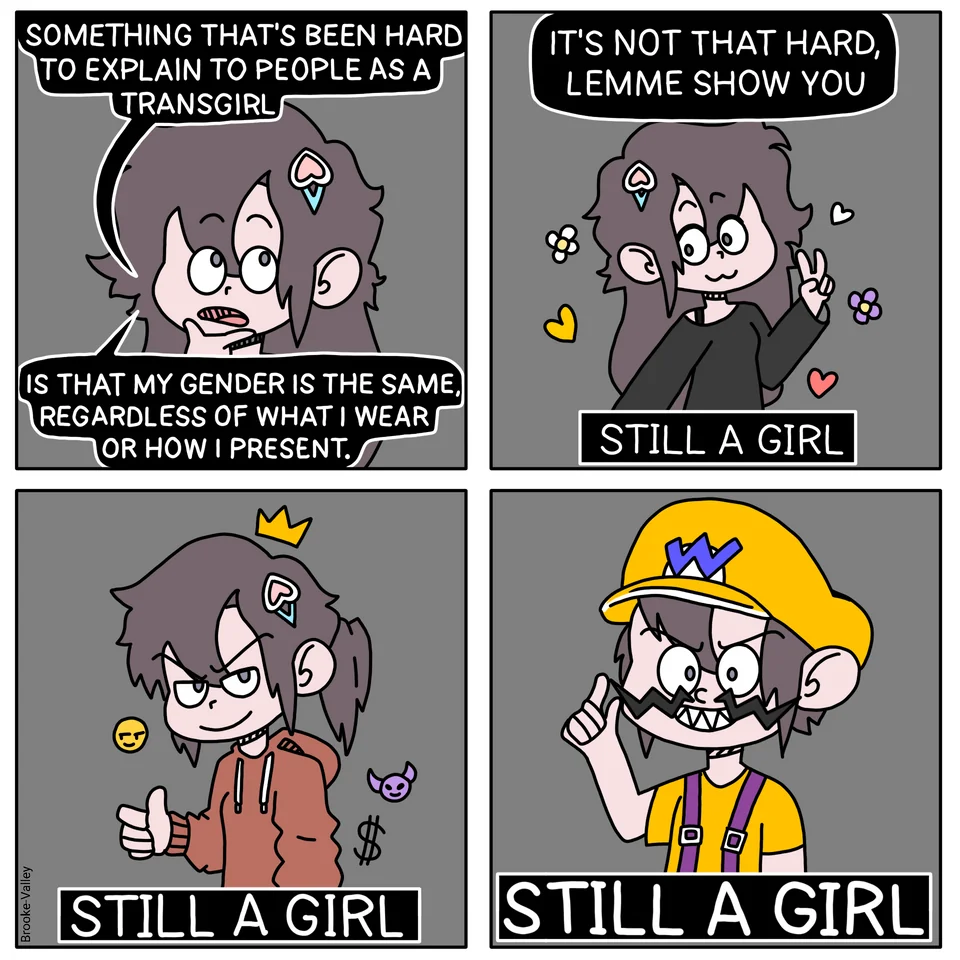 SOMETHING THAT'S BEEN HARD
TO EXPLAIN TO PEOPLE AS A
TRANSGIRL
IS THAT MY GENDER IS THE SAME,
REGARDLESS OF WHAT I WEAR
OR HOW I PRESENT.
IT'S NOT THAT HARD,
LEMME SHOW YOU
STILL A GIRL
$
STILL A GIRL
Brooke-Valley
W
STILL A GIRL